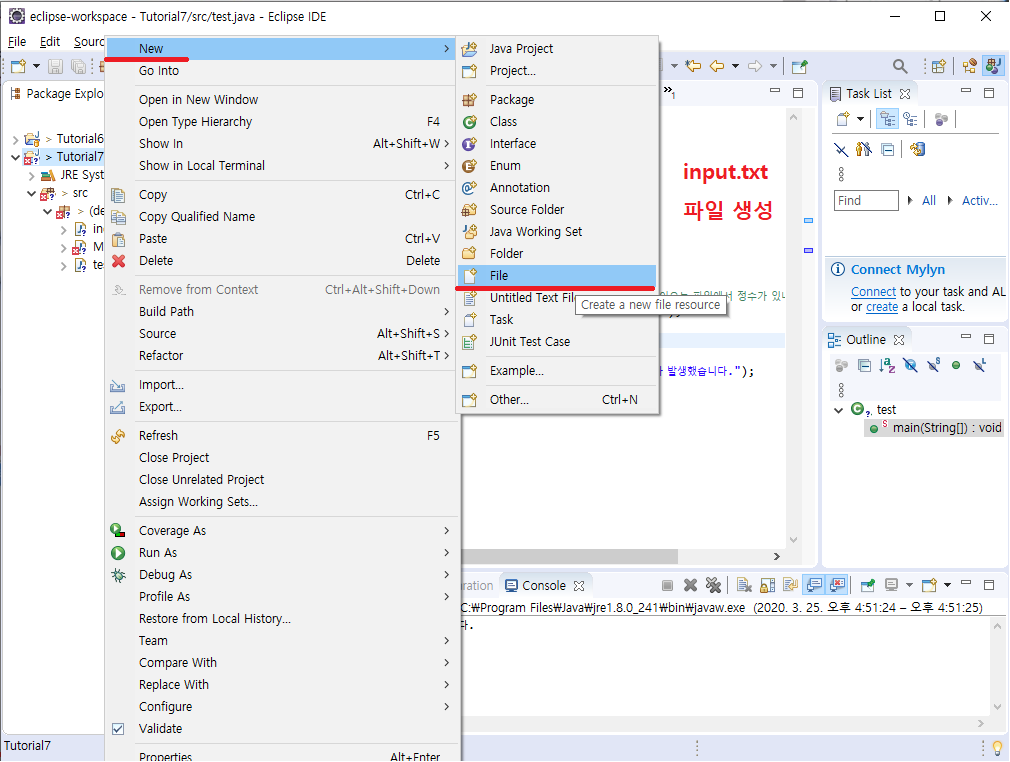 eclipse-workspace - Tutorial7/src/test.java - Eclipse IDE
File Edit
New
Go Into
Open in New Window
Open Type Hierarchy F4
Show In Alt+Shift+W >
Show in Local Terminal >
Copy Ctrl+C
Copy Qualified Name
Paste Ctrl+V
Delete Delete
Remove from Context Ctrl+Alt+Shift+Down
Build Path >
Source Alt+Shift+S >
Refactor Alt+Shift+T >
Import...
Export...
Refresh F5
Close Project
Close Unrelated Project
Assign Working Sets...
Coverage As >
Run As >
Debug As >
Profile As >
Restore from Local History...
Team >
Compare With >
Replace With >
Configure >
Validate
Properties Alt+Enter
Java Project
Project...
Package
Class
Interface
Enum
Annotation
Source Folder
Java Working Set
Folder
File
Untitled Text File
Create a new file resource
Task
JUnit Test Case
Example...
Other... Ctrl+N
Package Explo
> Tutorial6
> Tutorial7
JRE Syst
> src
> (de
in
M
te
input.txt
파일 생성
파일에서 정수가 있
발생했습니다.");
Task List
Find All Activ...
Connect Mylyn
Connect to your task and AL
or create a local task.
Outline
test
main(String[]) : void
ration Console
C:₩Program Files₩Java₩jre1.8.0_241₩bin₩javaw.exe (2020. 3. 25. 오후 4:51:24 – 오후 4:51:25)
다.
Tutorial7